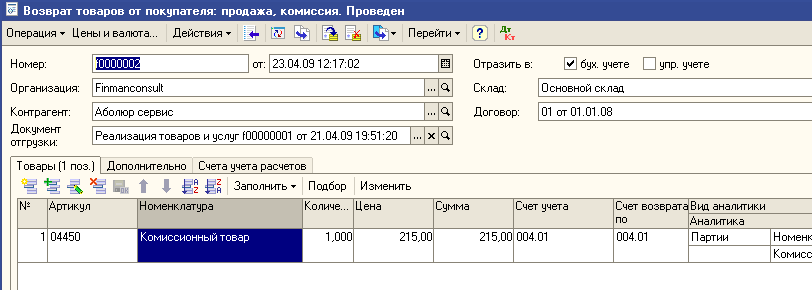 Возврат товаров от покупателя: продажа, комиссия. Проведен
Операция Цены и валюта... Действия Перейти ? Дт Кт
Номер: f0000002 от: 23.04.09 12:17:02 Отразить в: бух. учете упр. учете
Организация: Finmanconsult ... Склад: Основной склад
Контрагент: Аболюр сервис ... Договор: 01 от 01.01.08
Документ отгрузки: Реализация товаров и услуг f00000001 от 21.04.09 19:51:20 ... ×
Товары (1 поз.) Дополнительно Счета учета расчетов
Заполнить Подбор Изменить
№ Артикул Номенклатура Количе... Цена Сумма Счет учета Счет возврата по Вид аналитики
Аналитика
1 04450 Комиссионный товар 1,000 215,00 215,00 004.01 004.01 Партии Номенк
Комисс